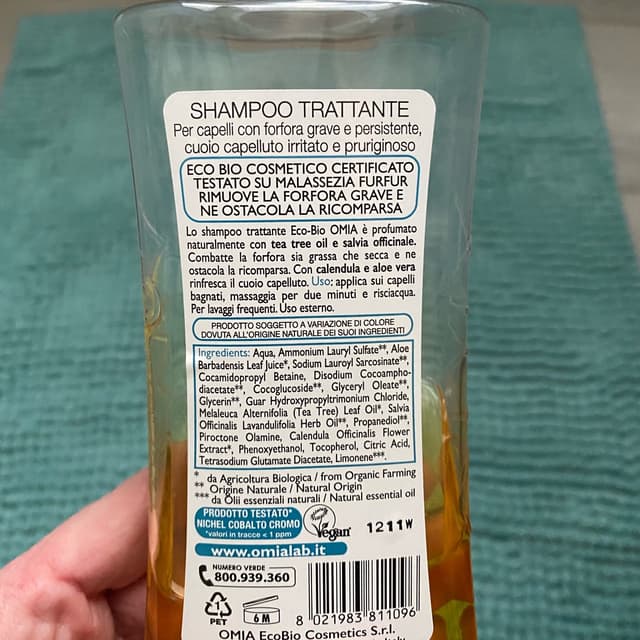 SHAMPOO TRATTANTE
Per capelli con forfora grave e persistente,
cuoio capelluto irritato e pruriginoso
ECO BIO COSMETICO CERTIFICATO
TESTATO SU MALASSEZIA FURFUR
RIMUOVE LA FORFORA GRAVE E
NE OSTACOLA LA RICOMPARSA
Lo shampoo trattante Eco-Bio OMIA è profumato
naturalmente con tea tree oil e salvia officinale.
Combatte la forfora sia grassa che secca e ne
ostacola la ricomparsa. Con calendula e aloe vera
rinfresca il cuoio capelluto. Uso: applica sui capelli
bagnati, massaggia per due minuti e risciacqua.
Per lavaggi frequenti. Uso esterno.
PRODOTTO SOGGETTO A VARIAZIONE DI COLORE
DOVUTA ALL'ORIGINE NATURALE DEI SUOI INGREDIENTI
Ingredients: Aqua, Ammonium Lauryl Sulfate**, Aloe
Barbadensis Leaf Juice*, Sodium Lauroyl Sarcosinate**,
Cocamidopropyl Betaine, Disodium Cocoampho-
diacetate**, Cocoglucoside**, Glyceryl Oleate**,
Glycerin**, Guar Hydroxypropyltrimonium Chloride,
Melaleuca Alternifolia (Tea Tree) Leaf Oil*, Salvia
Officinalis Lavandulifolia Herb Oil**, Propanediol**,
Piroctone Olamine, Calendula Officinalis Flower
Extract*, Phenoxyethanol, Tocopherol, Citric Acid,
Tetrasodium Glutamate Diacetate, Limonene***.
* da Agricoltura Biologica / from Organic Farming
** Origine Naturale / Natural Origin
*** da Olii essenziali naturali / Natural essential oil
PRODOTTO TESTATO*
NICHEL COBALTO CROMO
*valori in tracce < 1 ppm
Vegan
1211W
www.omialab.it
NUMERO VERDE
800.939.360
PET
6 M
8 021983 811096
OMIA EcoBio Cosmetics S.r.l.